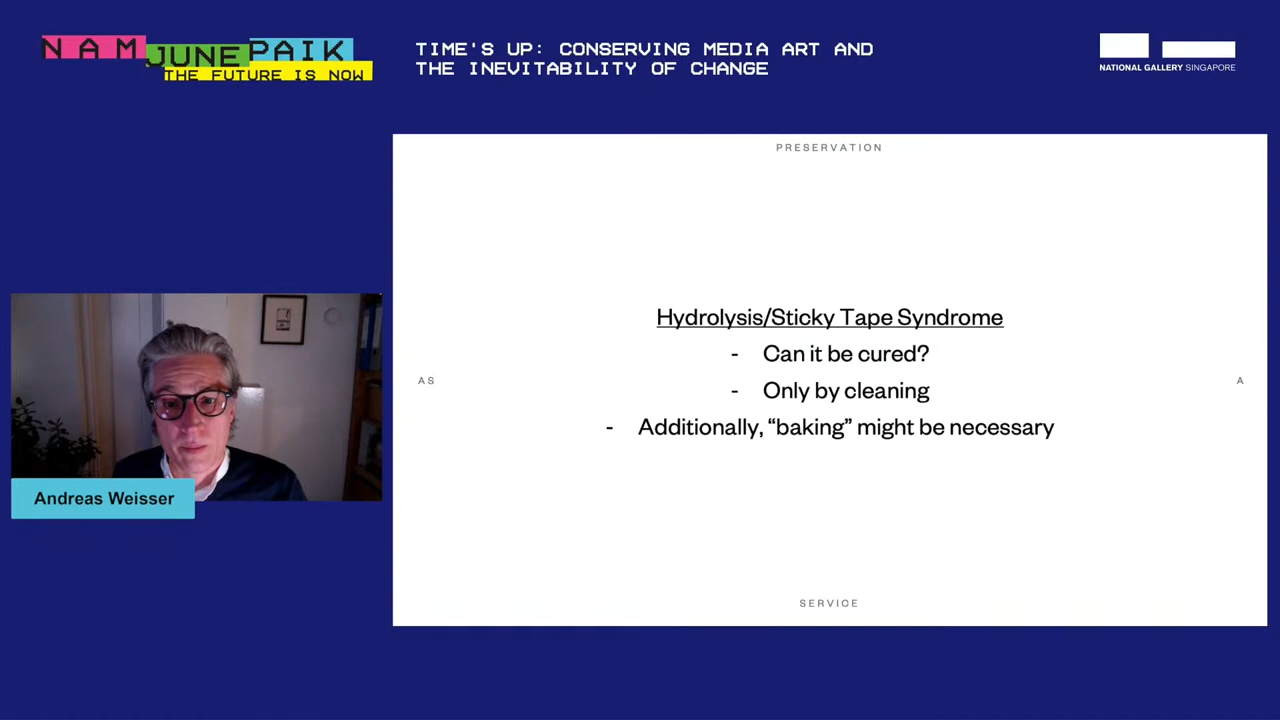 NAM
JUNE
PAIK
THE FUTURE IS NOW
TIME'S UP: CONSERVING MEDIA ART AND
THE INEVITABILITY OF CHANGE
NATIONAL GALLERY SINGAPORE
PRESERVATION
Hydrolysis/Sticky Tape Syndrome
- Can it be cured?
- Only by cleaning
- Additionally, “baking” might be necessary
AS
A
SERVICE
Andreas Weisser